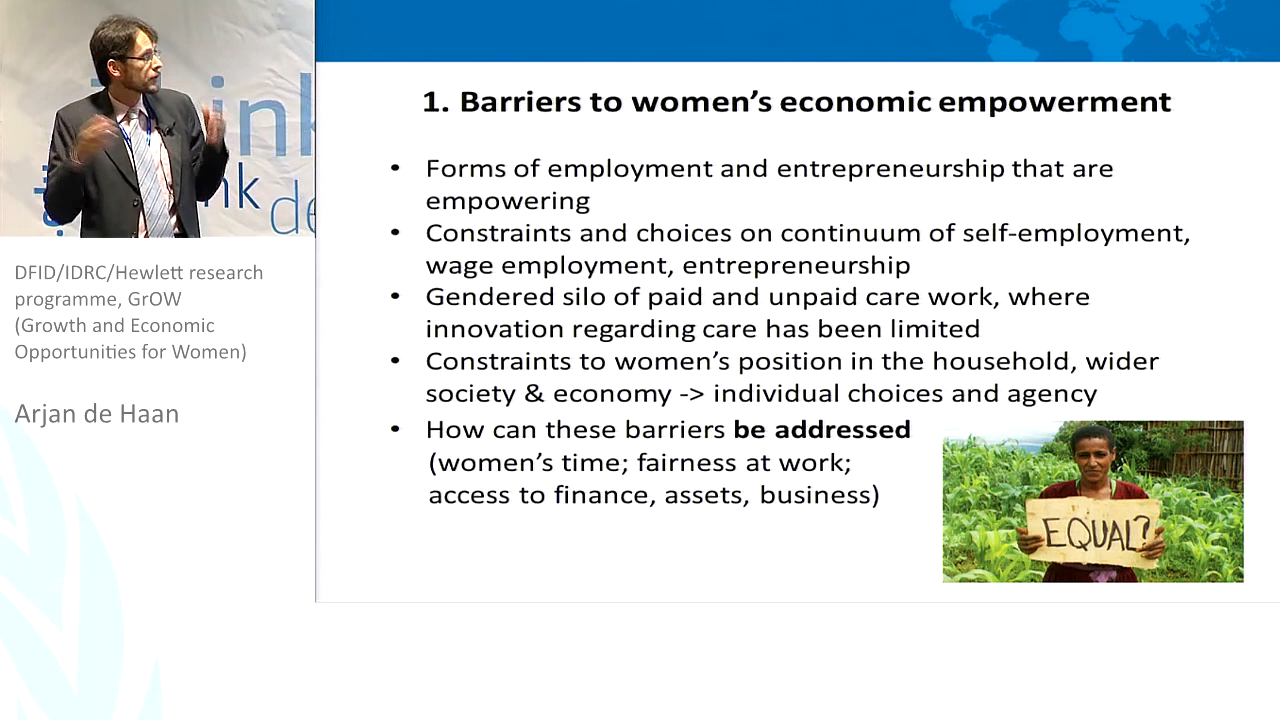 ink
nk
de
DFID/IDRC/Hewlett research
programme, GrOW
(Growth and Economic
Opportunities for Women)
Arjan de Haan
1. Barriers to women's economic empowerment
• Forms of employment and entrepreneurship that are
empowering
• Constraints and choices on continuum of self-employment,
wage employment, entrepreneurship
• Gendered silo of paid and unpaid care work, where
innovation regarding care has been limited
• Constraints to women's position in the household, wider
society & economy -> individual choices and agency
• How can these barriers be addressed
(women's time; fairness at work;
access to finance, assets, business)
EQUAL?